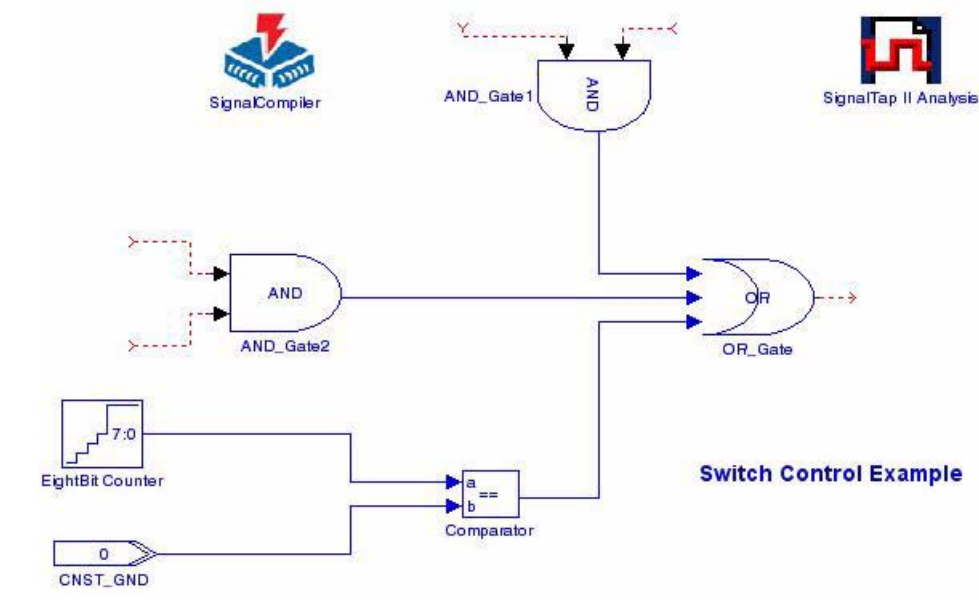 SignalCompiler
AND_Gate1
AND
SignalTap II Analysis
AND
AND_Gate2
OR
OR_Gate
7:0
EightBit Counter
a
==
b
Comparator
Switch Control Example
0
CNST_GND